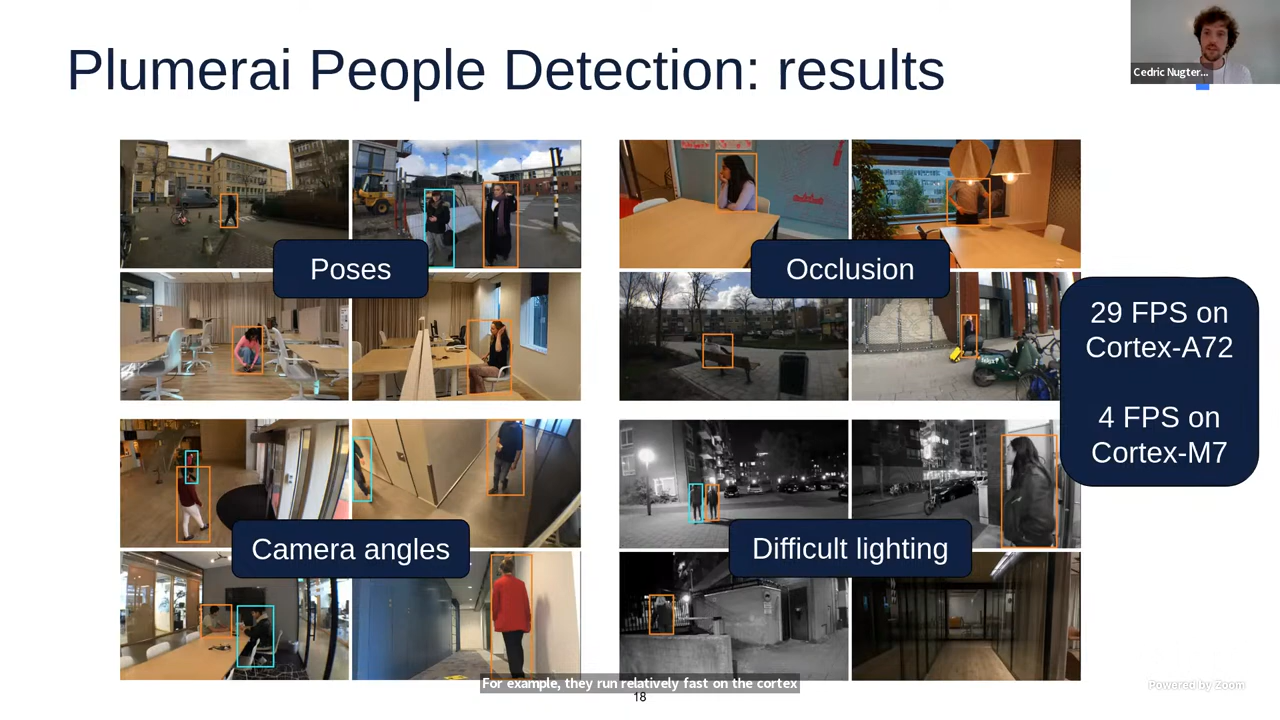 Plumerai People Detection: results
Cedric Nugter...
Poses
Occlusion
29 FPS on
Cortex-A72
4 FPS on
Cortex-M7
Camera angles
Difficult lighting
For example, they run relatively fast on the cortex
18
Powered by Zoom